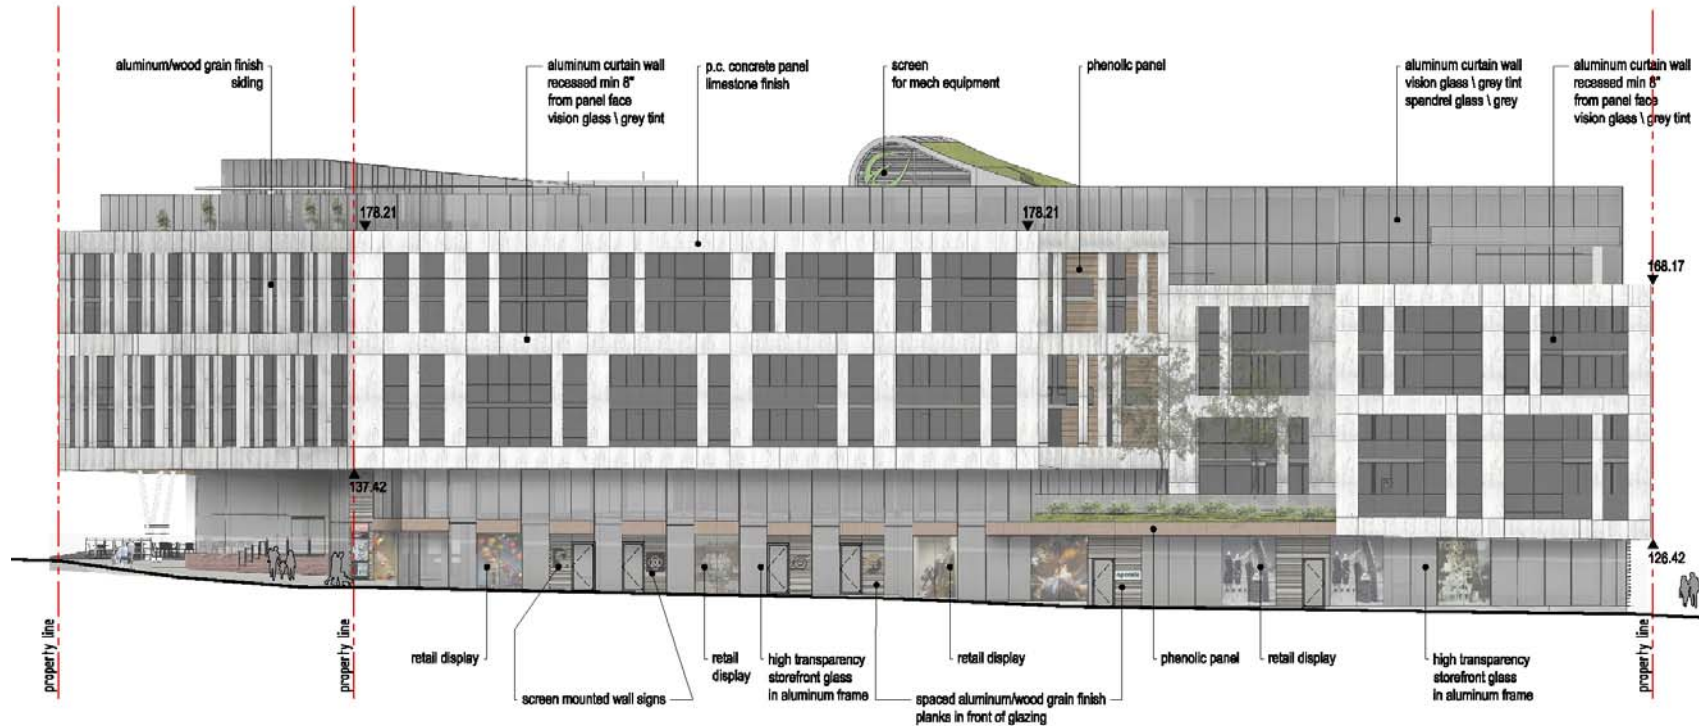 aluminum/wood grain finish
siding
aluminum curtain wall
recessed min 8"
from panel face
vision glass \ grey tint
p.c. concrete panel
limestone finish
screen
for mech equipment
phenolic panel
aluminum curtain wall
vision glass \ grey tint
spandrel glass \ grey
aluminum curtain wall
recessed min 8"
from panel face
vision glass \ grey tint
178.21
178.21
168.17
137.42
126.42
property line
property line
property line
retail display
screen mounted wall signs
retail
display
high transparency
storefront glass
in aluminum frame
retail display
spaced aluminum/wood grain finish
planks in front of glazing
phenolic panel
retail display
high transparency
storefront glass
in aluminum frame